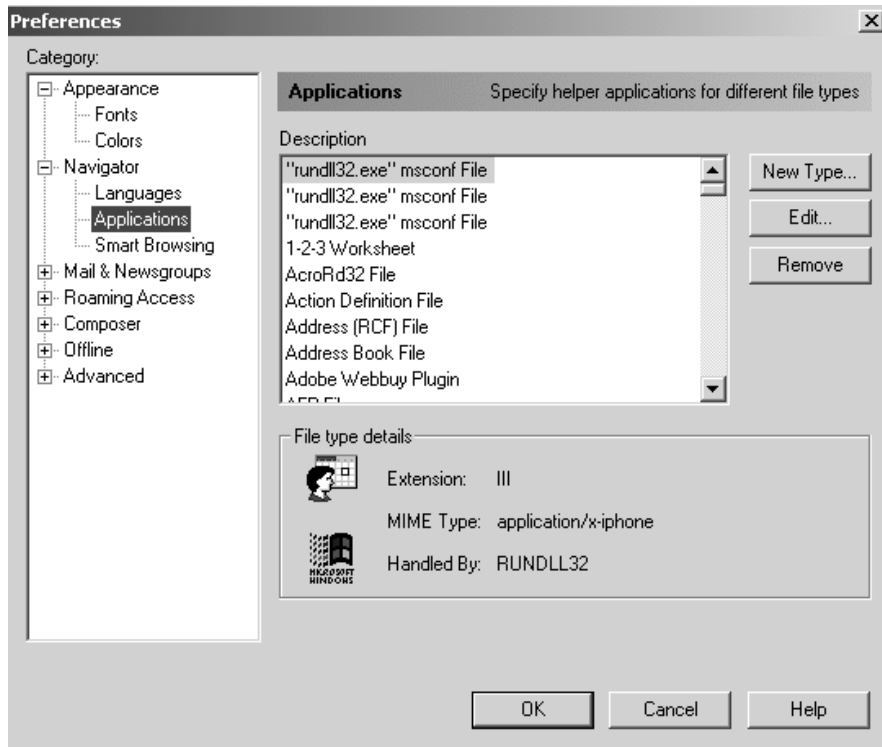 Preferences
Category:
Appearance
Fonts
Colors
Navigator
Languages
Applications
Smart Browsing
Mail & Newsgroups
Roaming Access
Composer
Offline
Advanced
Applications Specify helper applications for different file types
Description
"rundll32.exe" msconf File
"rundll32.exe" msconf File
"rundll32.exe" msconf File
1-2-3 Worksheet
AcroRd32 File
Action Definition File
Address (RCF) File
Address Book File
Adobe Webbuy Plugin
New Type...
Edit...
Remove
File type details
Extension: III
MIME Type: application/x-iphone
Handled By: RUNDLL32
MICROSOFT
WINDOWS
OK Cancel Help